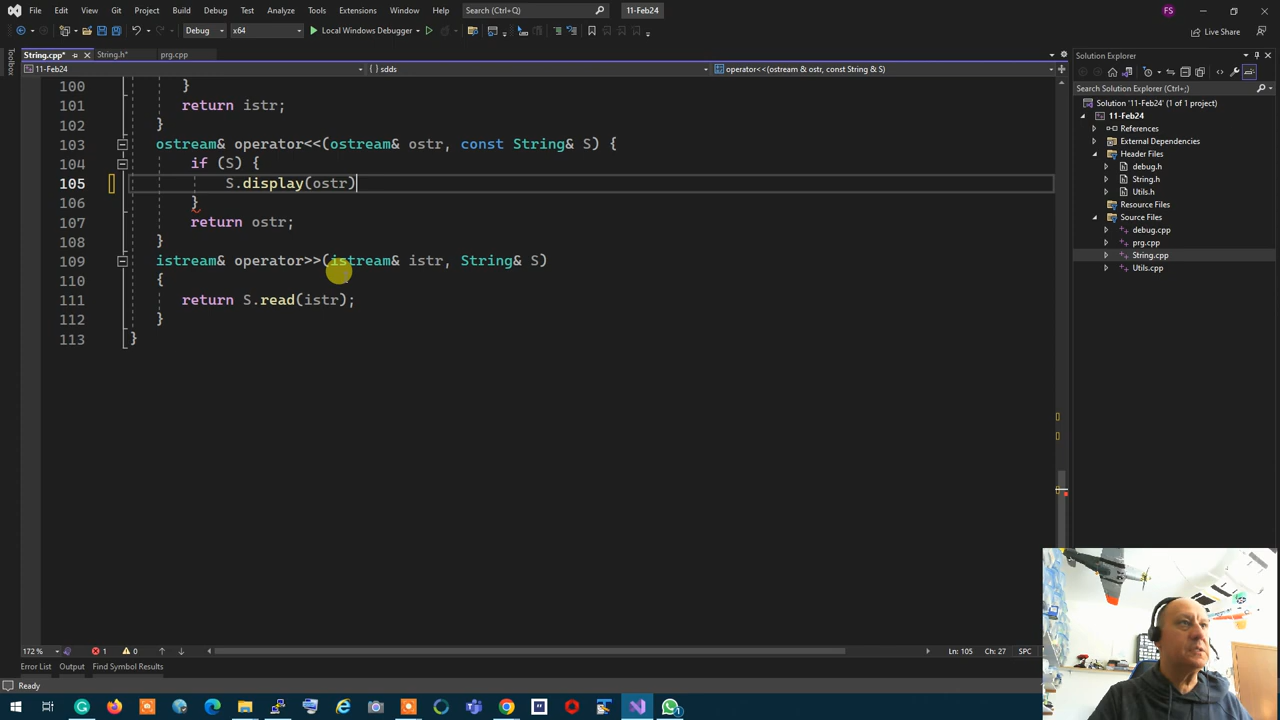 File Edit View Git Project Build Debug Test Analyze Tools Extensions Window Help Search (Ctrl+Q) 11-Feb24 FS
Debug x64 Local Windows Debugger Live Share
String.cpp* String.h* prg.cpp
11-Feb24 sdds operator<<(ostream & ostr, const String & S)
Solution Explorer
Search Solution Explorer (Ctrl+;)
Solution '11-Feb24' (1 of 1 project)
11-Feb24
References
External Dependencies
Header Files
debug.h
String.h
Utils.h
Resource Files
Source Files
debug.cpp
prg.cpp
String.cpp
Utils.cpp
Toolbox
100 }
101 return istr;
102 }
103 ostream& operator<<(ostream& ostr, const String& S) {
104 if (S) {
105 S.display(ostr)
106 }
107 return ostr;
108 }
109 istream& operator>>(istream& istr, String& S)
110 {
111 return S.read(istr);
112 }
113 }
172 % 1 0 Ln: 105 Ch: 27 SPC
Error List Output Find Symbol Results
Ready